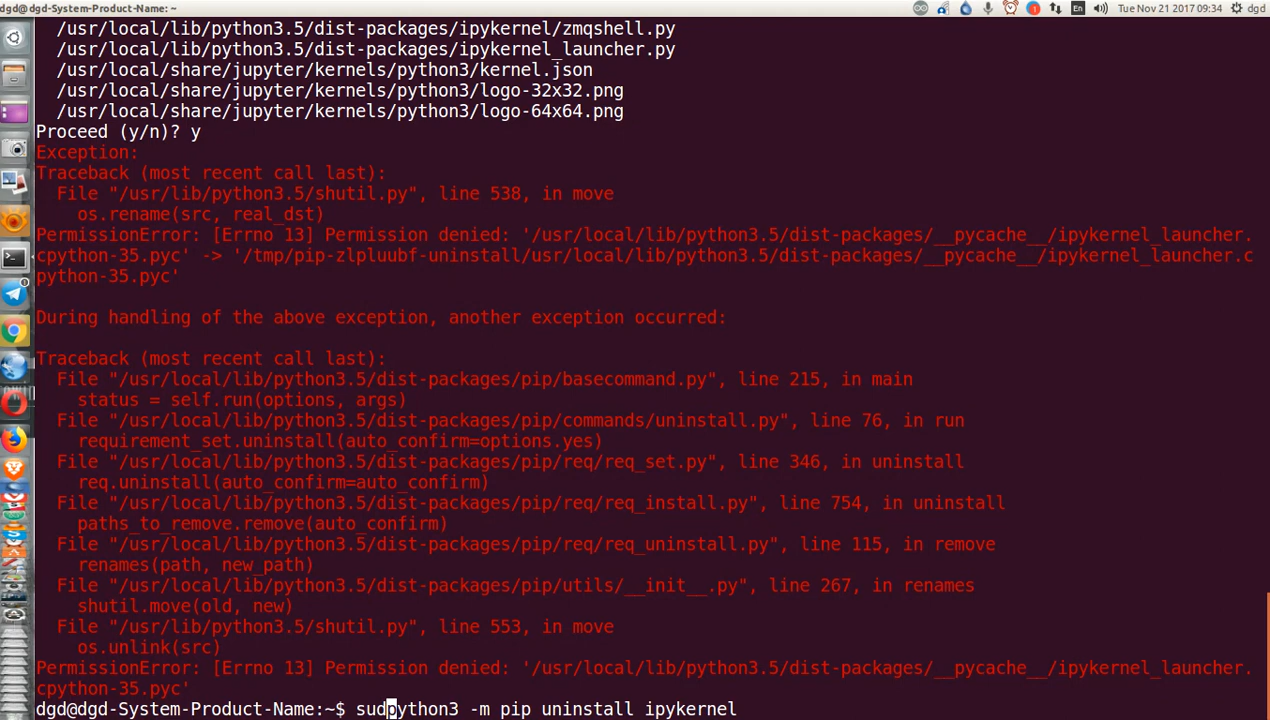 dgd@dgd-System-Product-Name: ~
En
Tue Nov 21 2017 09:34
dgd
/usr/local/lib/python3.5/dist-packages/ipykernel/zmqshell.py
/usr/local/lib/python3.5/dist-packages/ipykernel_launcher.py
/usr/local/share/jupyter/kernels/python3/kernel.json
/usr/local/share/jupyter/kernels/python3/logo-32x32.png
/usr/local/share/jupyter/kernels/python3/logo-64x64.png
Proceed (y/n)? y
Exception:
Traceback (most recent call last):
File "/usr/lib/python3.5/shutil.py", line 538, in move
os.rename(src, real_dst)
PermissionError: [Errno 13] Permission denied: '/usr/local/lib/python3.5/dist-packages/__pycache__/ipykernel_launcher.
cpython-35.pyc' -> '/tmp/pip-zlpluubf-uninstall/usr/local/lib/python3.5/dist-packages/__pycache__/ipykernel_launcher.c
python-35.pyc'
During handling of the above exception, another exception occurred:
Traceback (most recent call last):
File "/usr/local/lib/python3.5/dist-packages/pip/basecommand.py", line 215, in main
status = self.run(options, args)
File "/usr/local/lib/python3.5/dist-packages/pip/commands/uninstall.py", line 76, in run
requirement_set.uninstall(auto_confirm=options.yes)
File "/usr/local/lib/python3.5/dist-packages/pip/req/req_set.py", line 346, in uninstall
req.uninstall(auto_confirm=auto_confirm)
File "/usr/local/lib/python3.5/dist-packages/pip/req/req_install.py", line 754, in uninstall
paths_to_remove.remove(auto_confirm)
File "/usr/local/lib/python3.5/dist-packages/pip/req/req_uninstall.py", line 115, in remove
renames(path, new_path)
File "/usr/local/lib/python3.5/dist-packages/pip/utils/__init__.py", line 267, in renames
shutil.move(old, new)
File "/usr/lib/python3.5/shutil.py", line 553, in move
os.unlink(src)
PermissionError: [Errno 13] Permission denied: '/usr/local/lib/python3.5/dist-packages/__pycache__/ipykernel_launcher.
cpython-35.pyc'
dgd@dgd-System-Product-Name:~$ sudpython3 -m pip uninstall ipykernel